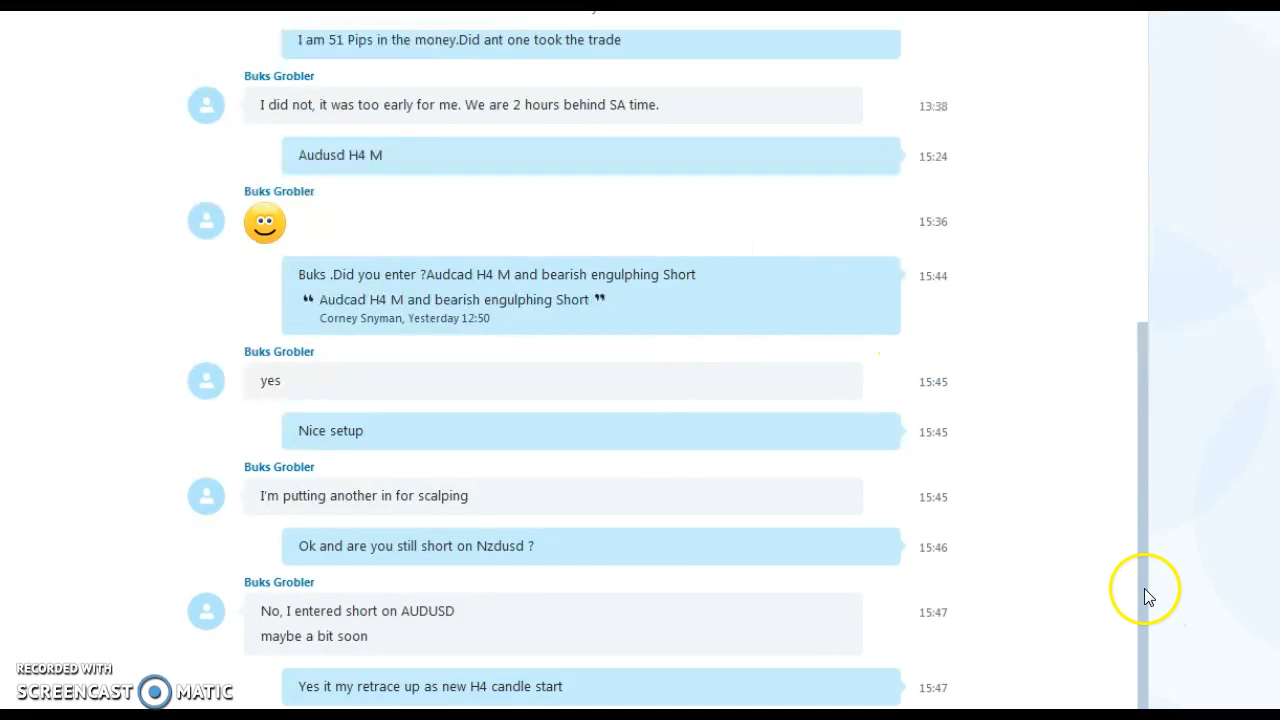 I am 51 Pips in the money.Did ant one took the trade
Buks Grobler
I did not, it was too early for me. We are 2 hours behind SA time.
13:38
Audusd H4 M
15:24
Buks Grobler
15:36
Buks .Did you enter ?Audcad H4 M and bearish engulphing Short
15:44
❝ Audcad H4 M and bearish engulphing Short ❞
Corney Snyman, Yesterday 12:50
Buks Grobler
yes
15:45
Nice setup
15:45
Buks Grobler
I'm putting another in for scalping
15:45
Ok and are you still short on Nzdusd ?
15:46
Buks Grobler
No, I entered short on AUDUSD
15:47
maybe a bit soon
Yes it my retrace up as new H4 candle start
15:47
RECORDED WITH
SCREENCAST MATIC